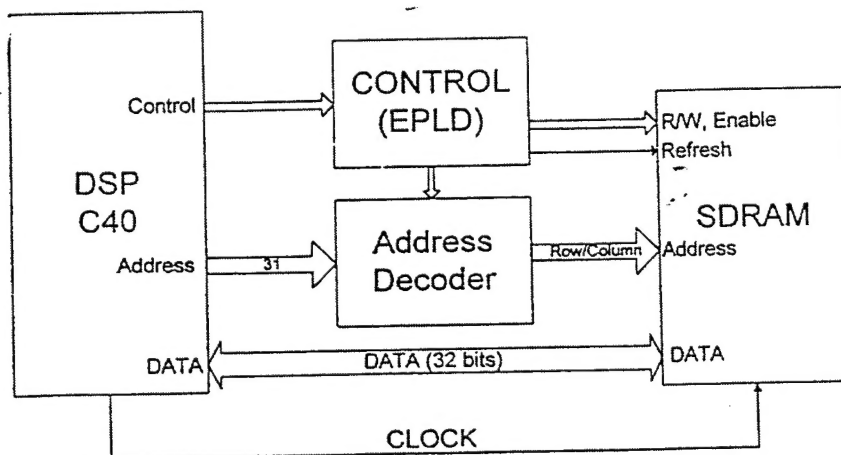 CONTROL
(EPLD)
Control
R/W, Enable
Refresh
DSP
C40
SDRAM
Address
31
Address
Decoder
Row/Column
Address
DATA
DATA (32 bits)
DATA
CLOCK